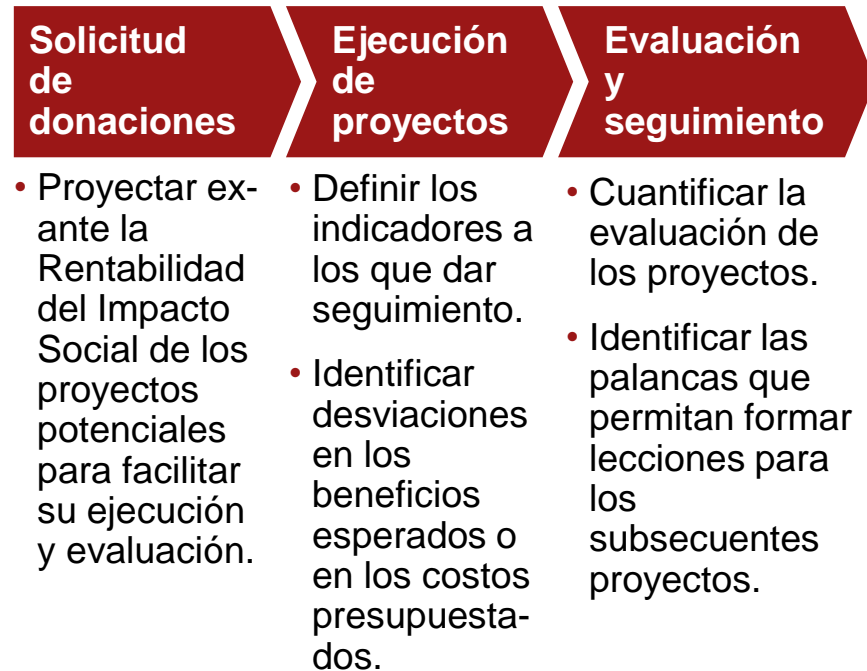 Solicitud
de
donaciones
• Proyectar ex-
ante la
Rentabilidad
del Impacto
Social de los
proyectos
potenciales
para facilitar
su ejecución
y evaluación.
Ejecución
de
proyectos
• Definir los
indicadores a
los que dar
seguimiento.
• Identificar
desviaciones
en los
beneficios
esperados o
en los costos
presupuesta-
dos.
Evaluación
y
seguimiento
• Cuantificar la
evaluación de
los proyectos.
• Identificar las
palancas que
permitan formar
lecciones para
los
subsecuentes
proyectos.